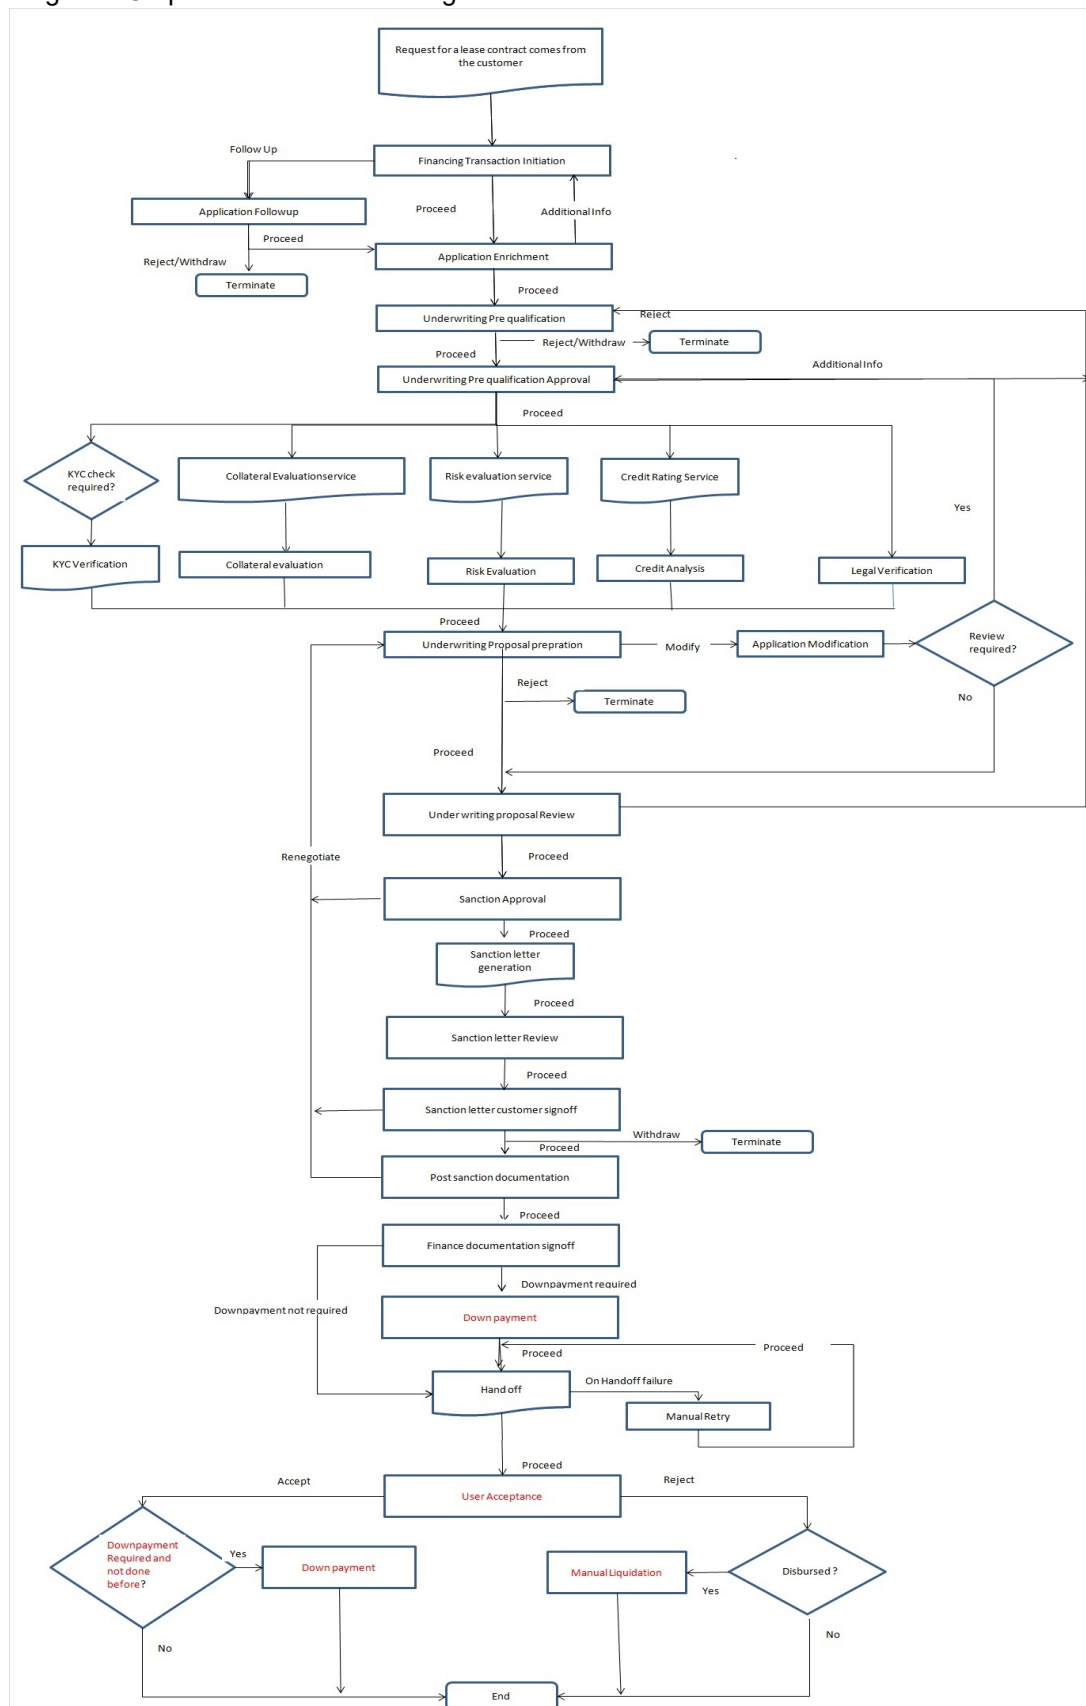 Request for a lease contract comes from
the customer
Follow Up
Financing Transaction Initiation
Application Followup
Proceed
Additional Info
Proceed
Reject/Withdraw
Application Enrichment
Terminate
Proceed
Underwriting Pre qualification
Reject
Reject/Withdraw
Terminate
Proceed
Additional Info
Underwriting Pre qualification Approval
Proceed
KYC check
required?
Collateral Evaluationservice
Risk evaluation service
Credit Rating Service
Yes
KYC Verification
Collateral evaluation
Risk Evaluation
Credit Analysis
Legal Verification
Proceed
Underwriting Proposal prepration
Modify
Application Modification
Review
required?
Reject
No
Terminate
Proceed
Under writing proposal Review
Renegotiate
Proceed
Sanction Approval
Proceed
Sanction letter
generation
Proceed
Sanction letter Review
Proceed
Sanction letter customer signoff
Withdraw
Terminate
Proceed
Post sanction documentation
Proceed
Finance documentation signoff
Downpayment required
Downpayment not required
Down payment
Proceed
Proceed
Hand off
On Handoff failure
Manual Retry
Proceed
Accept
Reject
User Acceptance
Downpayment
Required and
not done
before?
Yes
Down payment
Manual Liquidation
Yes
Disbursed ?
No
No
End